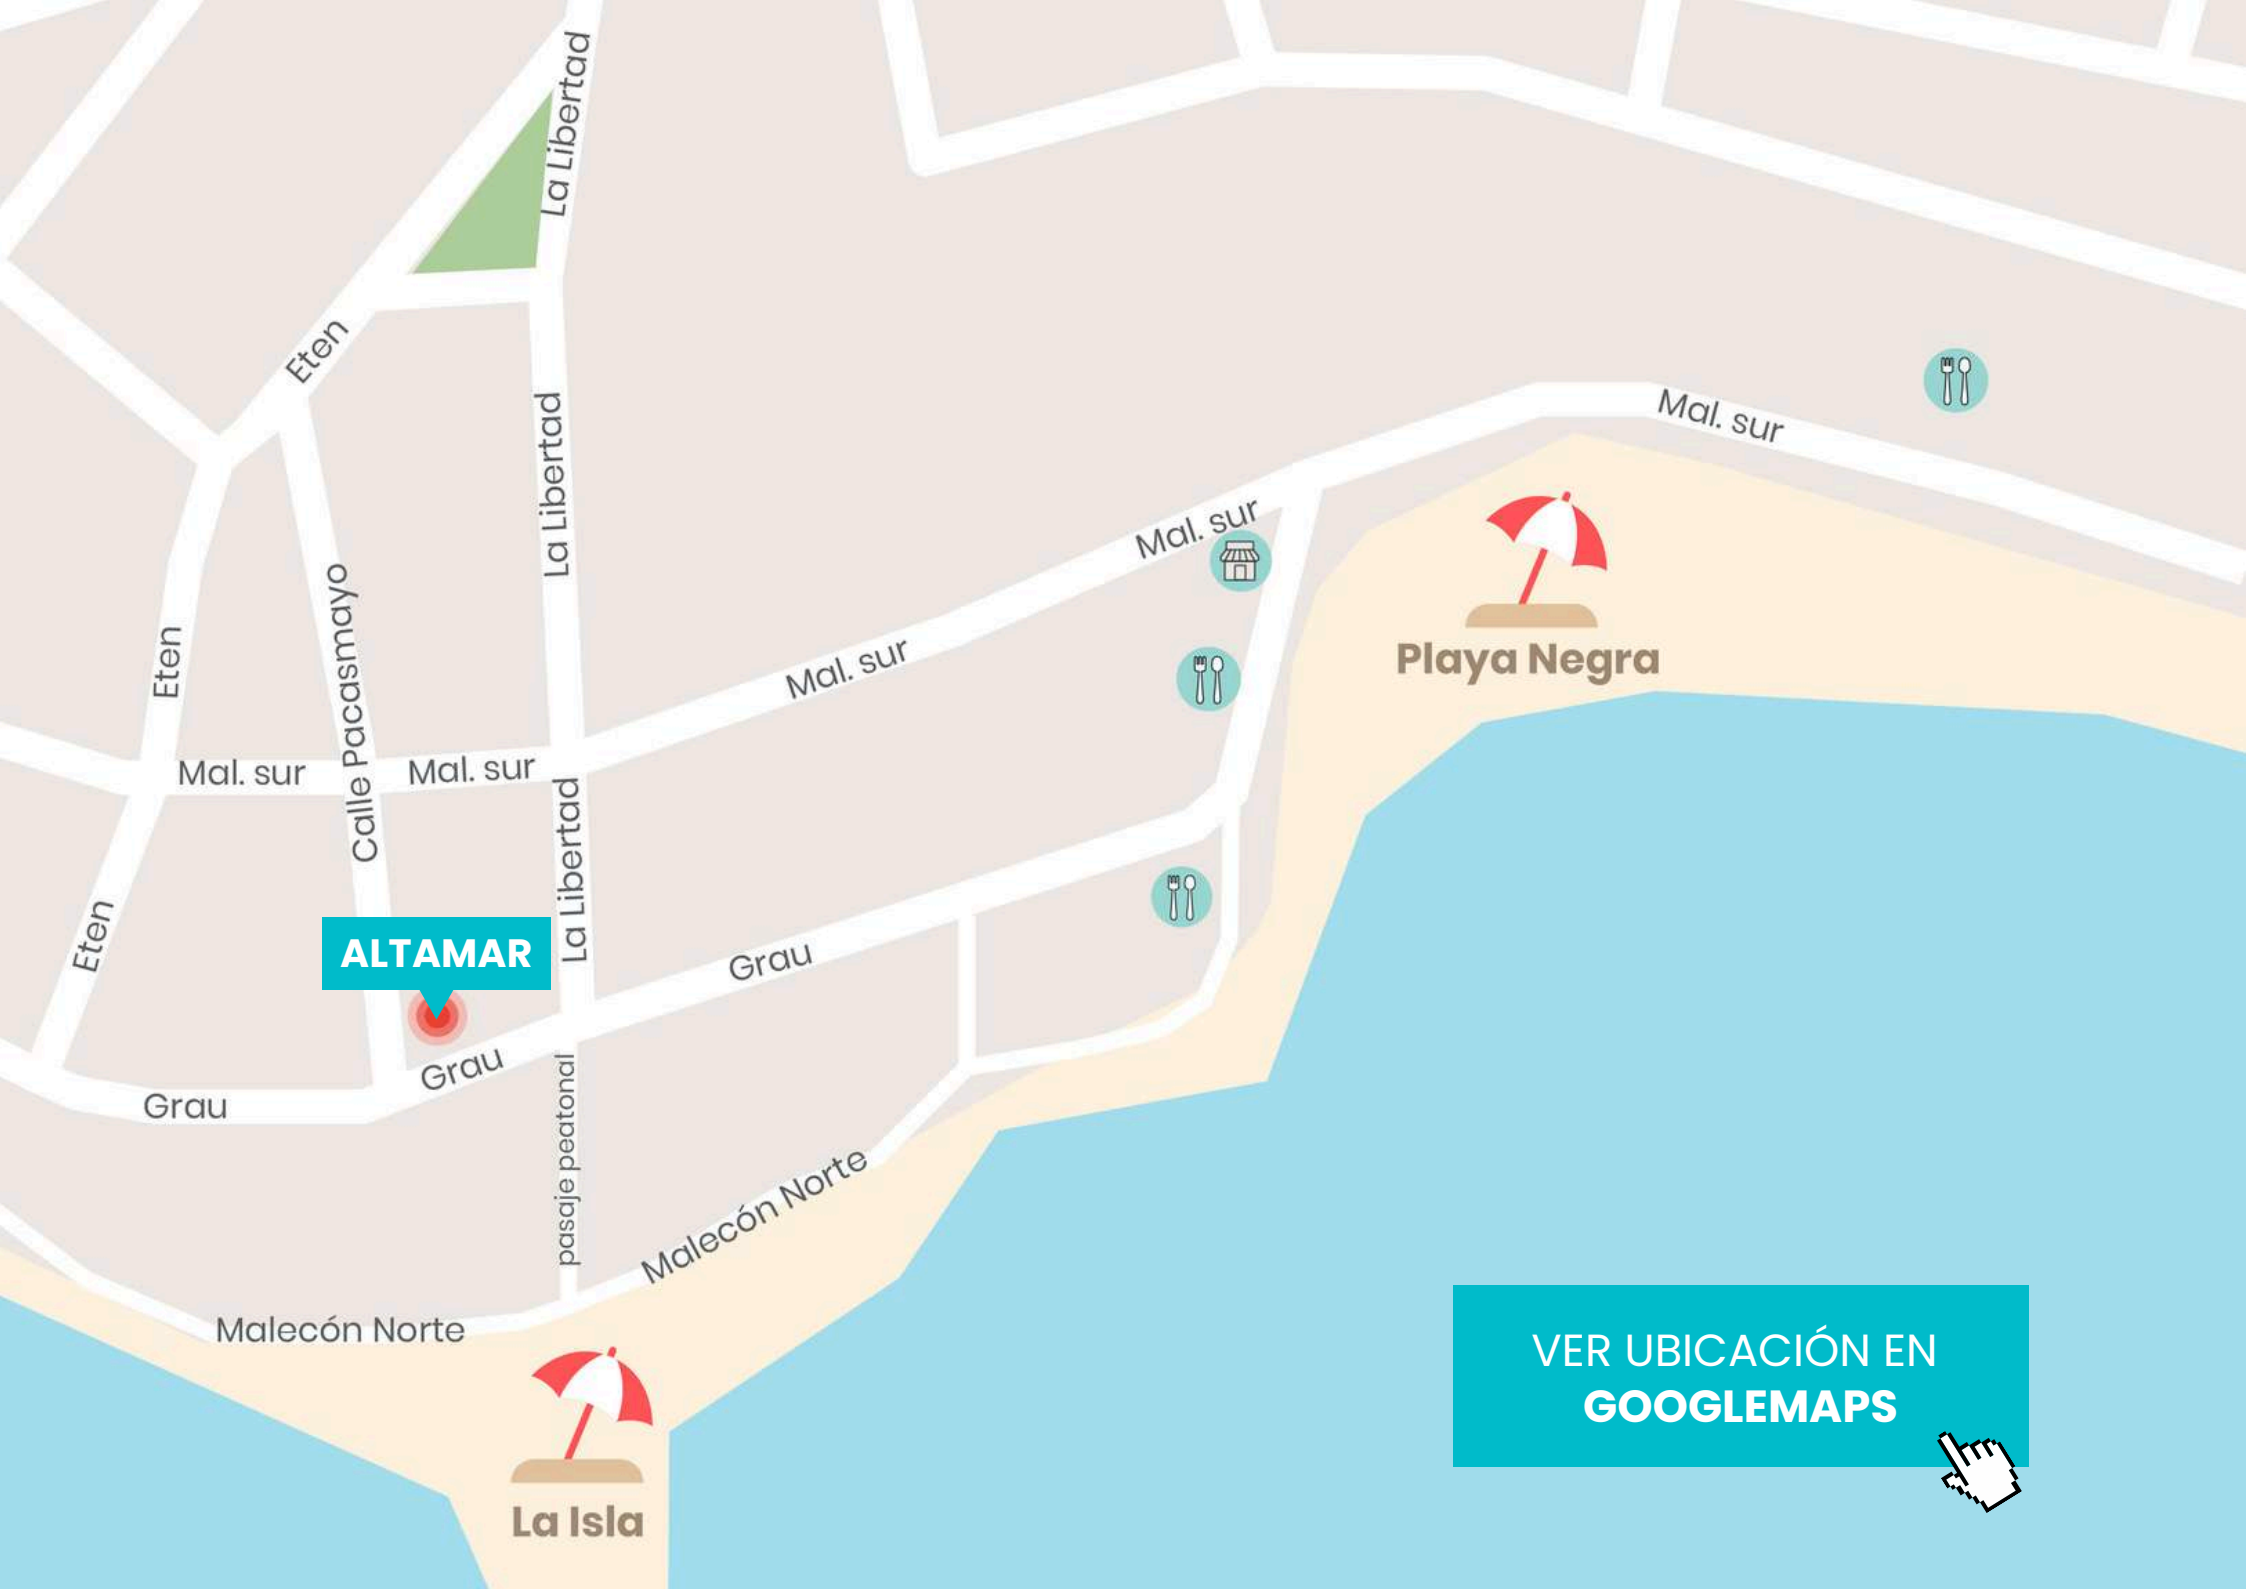 La Libertad
Eten
La Libertad
Mal. sur
Mal. sur
Calle Pacasmayo
Eten
Mal. sur
Playa Negra
Mal. sur
Mal. sur
La Libertad
Eten
ALTAMAR
Grau
Grau
Grau
pasaje peatonal
Malecón Norte
Malecón Norte
La Isla
VER UBICACIÓN EN
GOOGLEMAPS